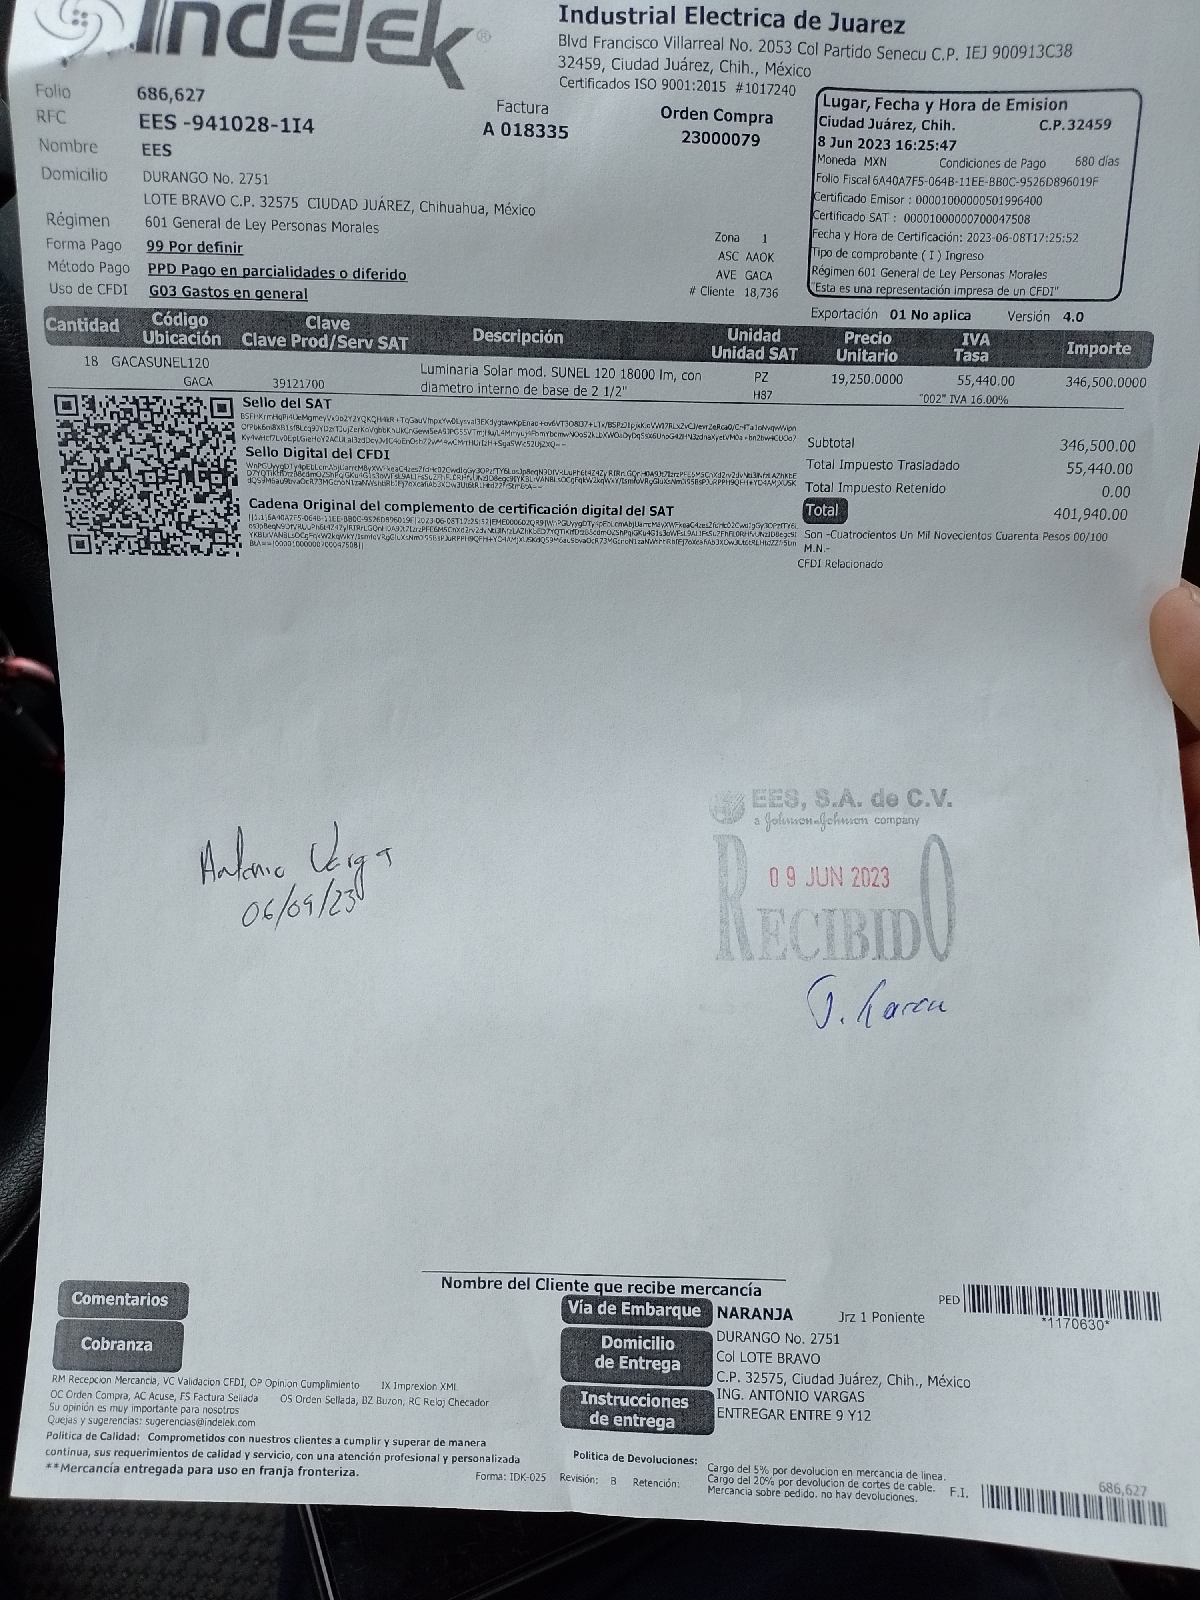 Indelek®
Industrial Electrica de Juarez
Blvd Francisco Villarreal No. 2053 Col Partido Senecu C.P. IEJ 900913C38
32459, Ciudad Juárez, Chih., México
Certificados ISO 9001:2015 #1017240
Folio 686,627
RFC EES -941028-1I4
Nombre EES
Domicilio DURANGO No. 2751
LOTE BRAVO C.P. 32575 CIUDAD JUÁREZ, Chihuahua, México
Régimen 601 General de Ley Personas Morales
Forma Pago 99 Por definir
Método Pago PPD Pago en parcialidades o diferido
Uso de CFDI G03 Gastos en general
Factura
A 018335
Orden Compra
23000079
Zona 1
ASC AAOK
AVE GACA
# Cliente 18,736
Lugar, Fecha y Hora de Emision
Ciudad Juárez, Chih. C.P.32459
8 Jun 2023 16:25:47
Moneda MXN Condiciones de Pago 680 días
Folio Fiscal 6A40A7F5-064B-11EE-BB0C-9526D896019F
Certificado Emisor : 00001000000501996400
Certificado SAT : 00001000000700047508
Fecha y Hora de Certificación: 2023-06-08T17:25:52
Tipo de comprobante ( I ) Ingreso
Régimen 601 General de Ley Personas Morales
"Esta es una representación impresa de un CFDI"
Exportación 01 No aplica Versión 4.0
Cantidad Código Ubicación Clave Clave Prod/Serv SAT Descripción Unidad Unidad SAT Precio Unitario IVA Tasa Importe
18 GACASUNEL120 Luminaria Solar mod. SUNEL 120 18000 lm, con PZ 19,250.0000 55,440.00 346,500.0000
GACA 39121700 diametro interno de base de 2 1/2" H87 "002" IVA 16.00%
Sello del SAT
Sello Digital del CFDI
Cadena Original del complemento de certificación digital del SAT
Subtotal 346,500.00
Total Impuesto Trasladado 55,440.00
Total Impuesto Retenido 0.00
Total 401,940.00
Son -Cuatrocientos Un Mil Novecientos Cuarenta Pesos 00/100
M.N.-
CFDI Relacionado
EES, S.A. de C.V.
a Johnson-Johnson company
09 JUN 2023
RECIBIDO
Antonio Vargas
06/09/23
Nombre del Cliente que recibe mercancía
Comentarios
Cobranza
Vía de Embarque NARANJA Jrz 1 Poniente
PED
*1170630*
Domicilio de Entrega
DURANGO No. 2751
Col LOTE BRAVO
C.P. 32575, Ciudad Juárez, Chih., México
Instrucciones de entrega
ING. ANTONIO VARGAS
ENTREGAR ENTRE 9 Y12
RM Recepcion Mercancia, VC Validacion CFDI, OP Opinion Cumplimiento IX Imprexion XML
OC Orden Compra, AC Acuse, FS Factura Sellada OS Orden Sellada, BZ Buzon, RC Reloj Checador
Su opinión es muy importante para nosotros
Quejas y sugerencias: sugerencias@indelek.com
Politica de Calidad: Comprometidos con nuestros clientes a cumplir y superar de manera
continua, sus requerimientos de calidad y servicio, con una atención profesional y personalizada
**Mercancía entregada para uso en franja fronteriza.
Forma: IDK-025 Revisión: B Retención:
Politica de Devoluciones:
Cargo del 5% por devolucion en mercancia de linea.
Cargo del 20% por devolucion de cortes de cable.
Mercancia sobre pedido. no hay devoluciones.
F.I. 686,627